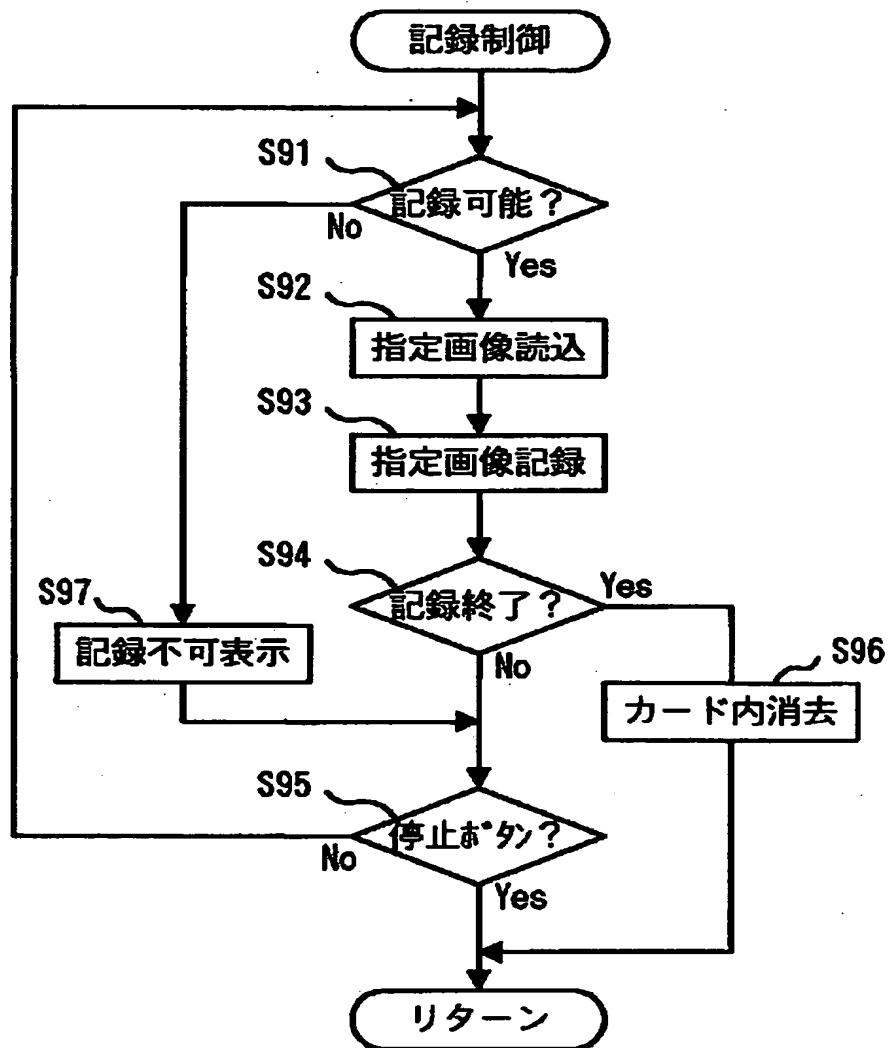 記録制御
S91
記録可能?
No
Yes
S92
指定画像読込
S93
指定画像記録
S94
記録終了?
Yes
No
S97
記録不可表示
S96
カード内消去
S95
停止ボタン?
No
Yes
リターン